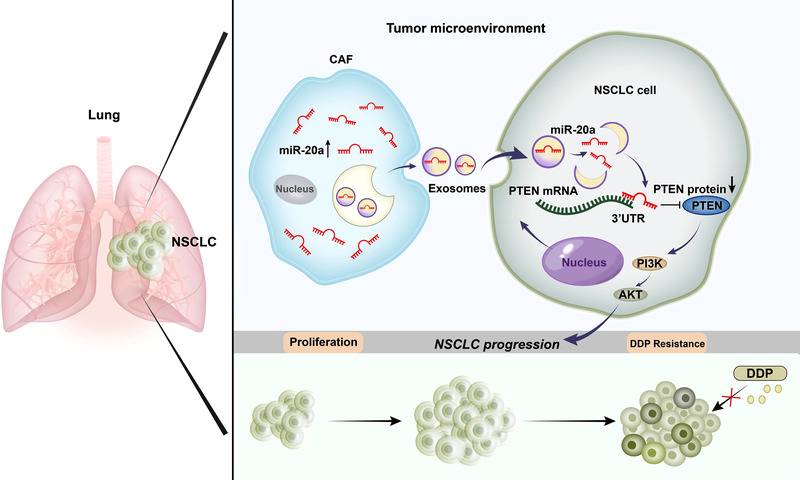 Tumor microenvironment
Lung
NSCLC
CAF
miR-20a
Nucleus
Exosomes
NSCLC cell
miR-20a
PTEN mRNA
3'UTR
PTEN protein
PTEN
Nucleus
PI3K
AKT
Proliferation
NSCLC progression
DDP Resistance
DDP